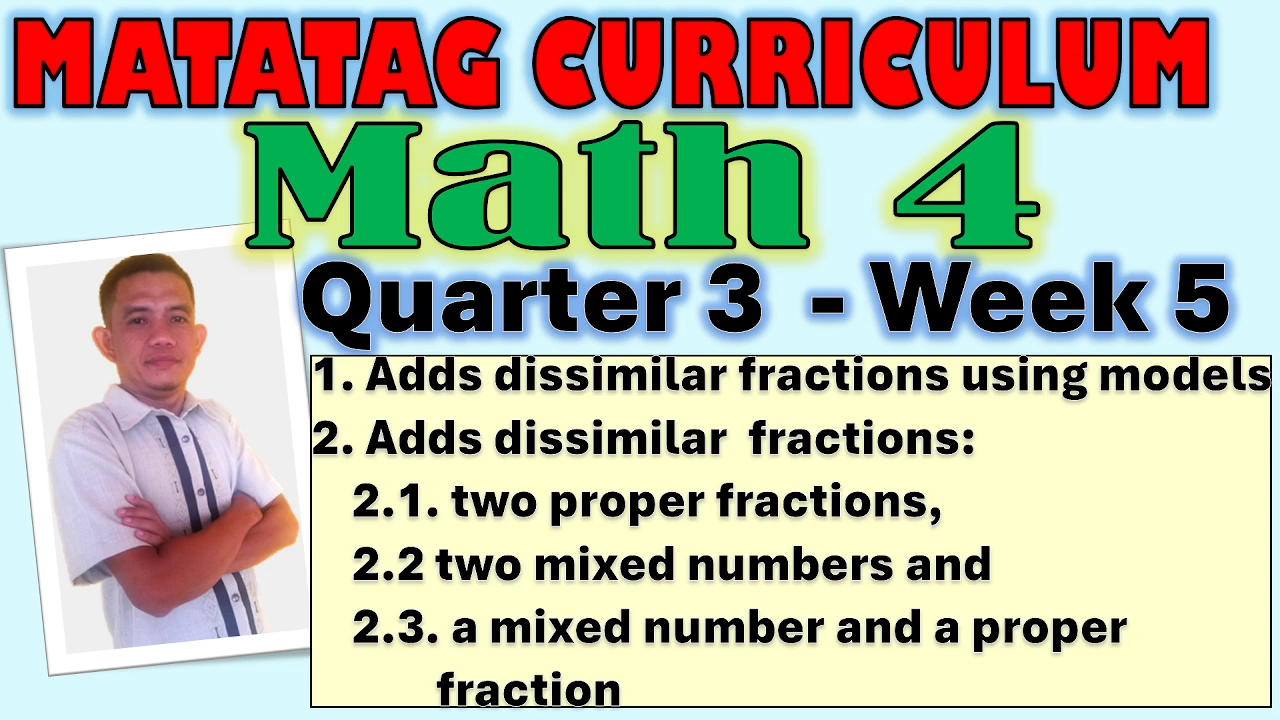 MATATAG CURRICULUM
Math 4
Quarter 3 - Week 5
1. Adds dissimilar fractions using models
2. Adds dissimilar fractions:
2.1. two proper fractions,
2.2 two mixed numbers and
2.3. a mixed number and a proper
fraction